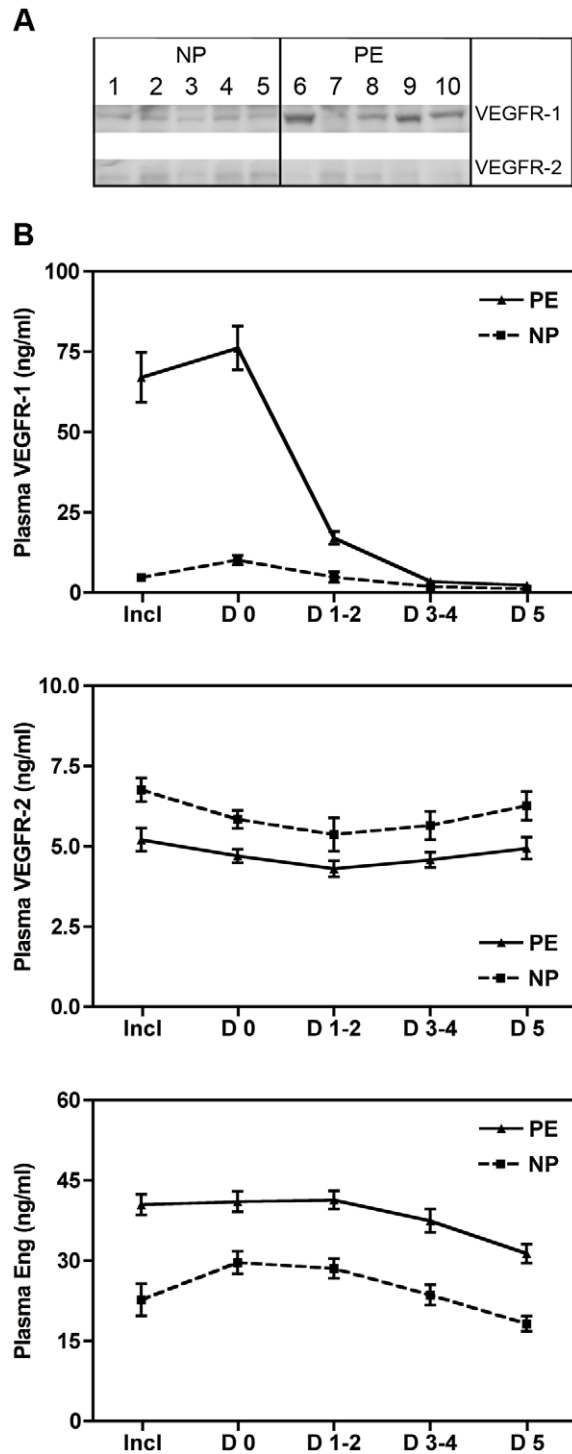 A
NP PE
1 2 3 4 5 6 7 8 9 10
VEGFR-1
VEGFR-2
B
Plasma VEGFR-1 (ng/ml)
100
75
50
25
0
PE
NP
Incl D 0 D 1-2 D 3-4 D 5
Plasma VEGFR-2 (ng/ml)
10.0
7.5
5.0
2.5
0.0
PE
NP
Incl D 0 D 1-2 D 3-4 D 5
Plasma Eng (ng/ml)
60
45
30
15
0
PE
NP
Incl D 0 D 1-2 D 3-4 D 5